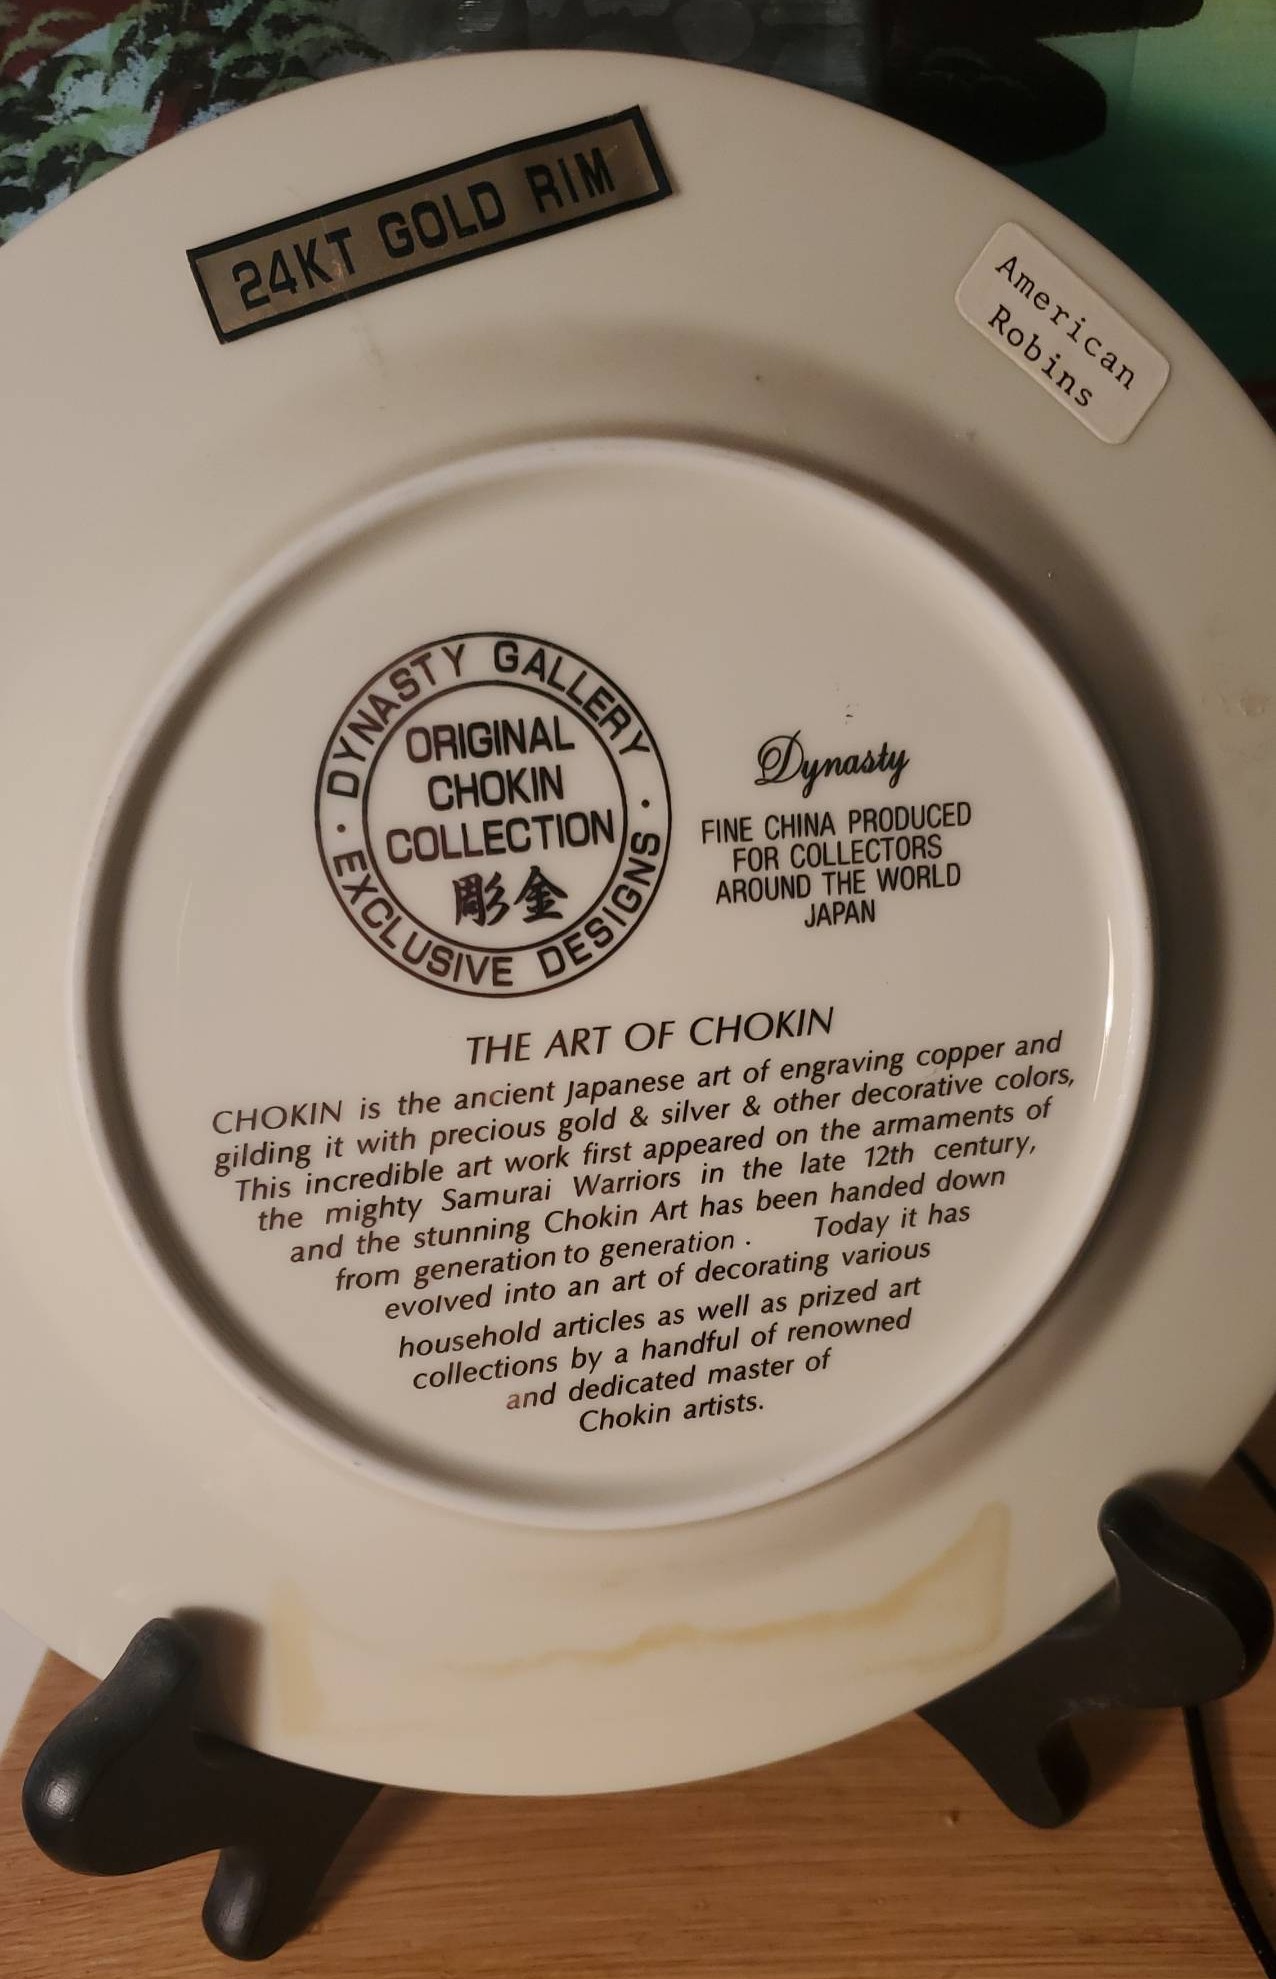 24KT GOLD RIM
American
Robins
DYNASTY GALLERY
ORIGINAL
CHOKIN
COLLECTION
彫金
EXCLUSIVE DESIGNS
Dynasty
FINE CHINA PRODUCED
FOR COLLECTORS
AROUND THE WORLD
JAPAN
THE ART OF CHOKIN
CHOKIN is the ancient Japanese art of engraving copper and
gilding it with precious gold & silver & other decorative colors,
This incredible art work first appeared on the armaments of
the mighty Samurai Warriors in the late 12th century,
and the stunning Chokin Art has been handed down
from generation to generation . Today it has
evolved into an art of decorating various
household articles as well as prized art
collections by a handful of renowned
and dedicated master of
Chokin artists.